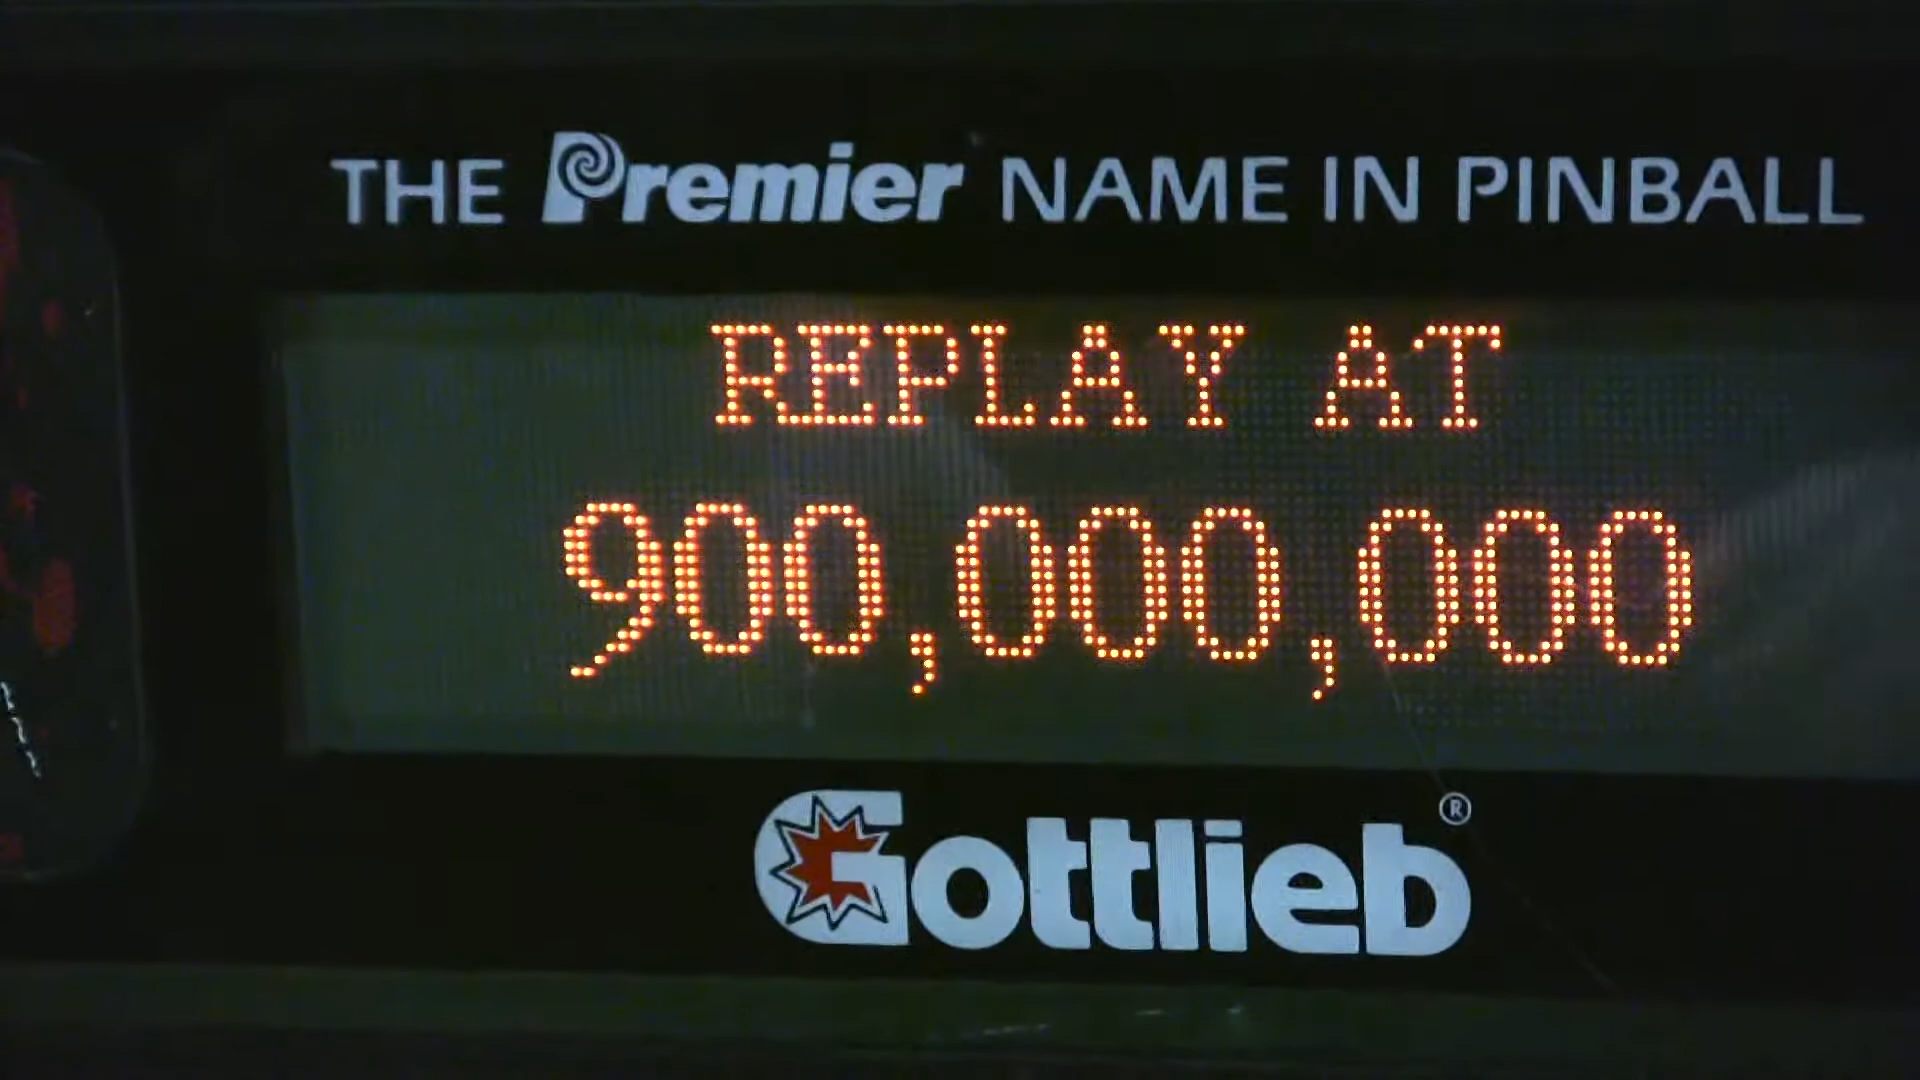 THE Premier NAME IN PINBALL
REPLAY AT
900,000,000
Gottlieb®